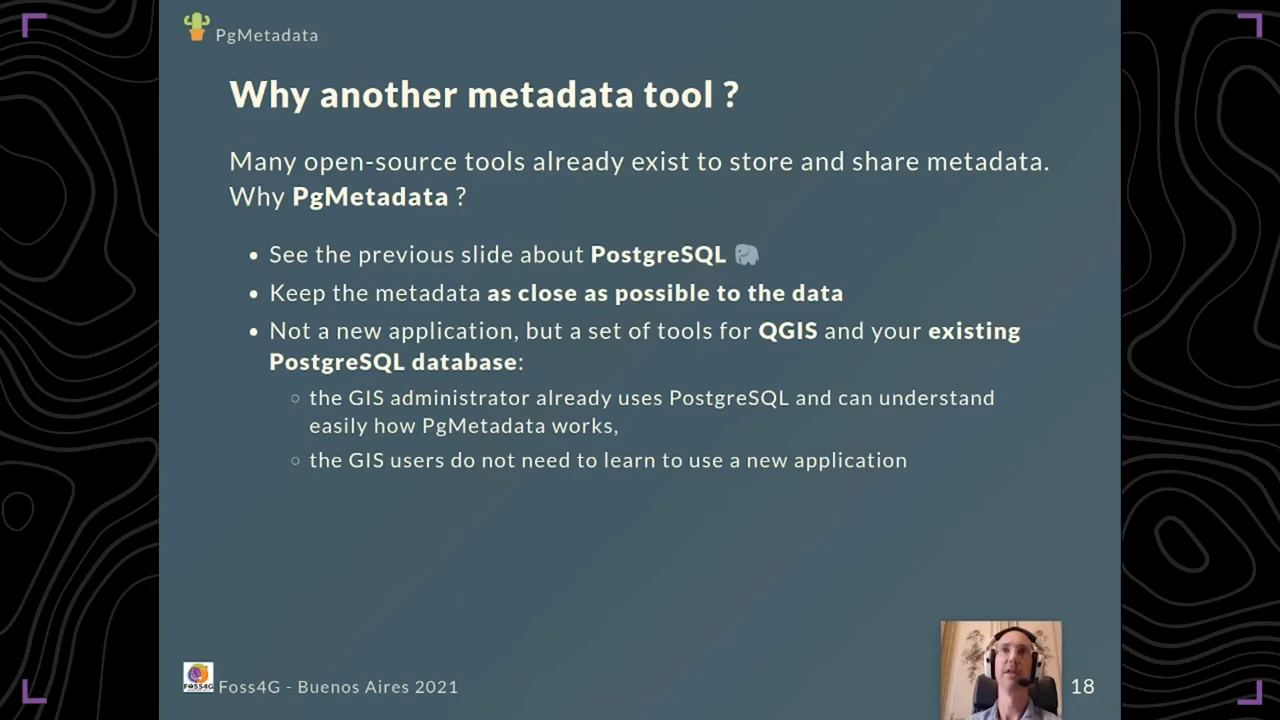 PgMetadata
Why another metadata tool ?
Many open-source tools already exist to store and share metadata.
Why PgMetadata ?
• See the previous slide about PostgreSQL
• Keep the metadata as close as possible to the data
• Not a new application, but a set of tools for QGIS and your existing
PostgreSQL database:
○ the GIS administrator already uses PostgreSQL and can understand
easily how PgMetadata works,
○ the GIS users do not need to learn to use a new application
FOSS4G
Foss4G - Buenos Aires 2021
18